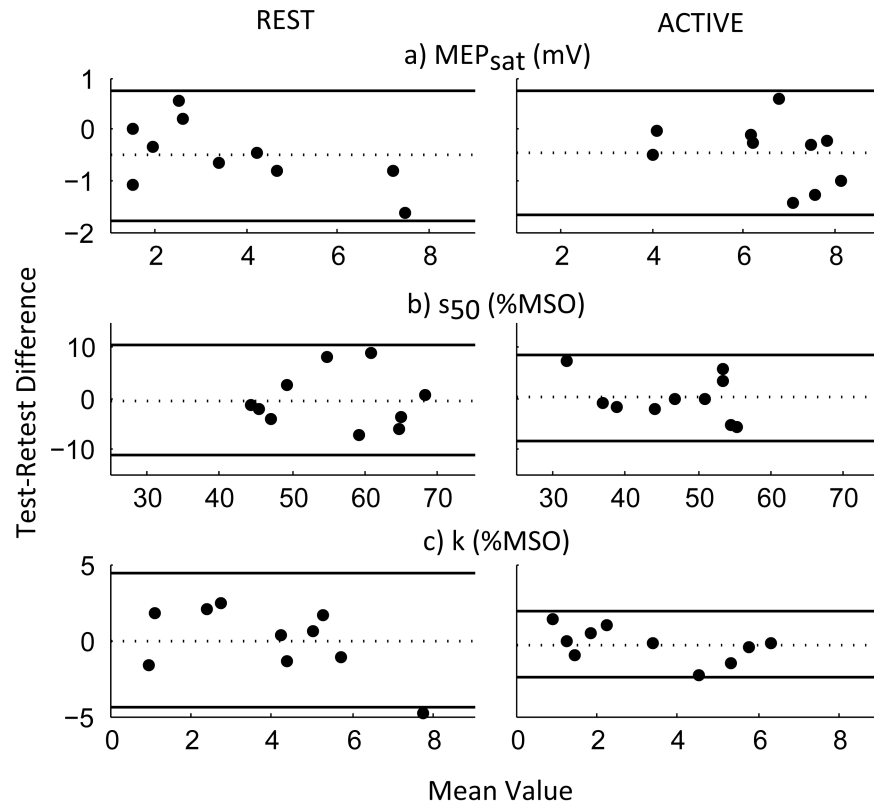 REST
ACTIVE
a) MEPsat (mV)
1
0
−1
−2
2 4 6 8
2 4 6 8
b) s50 (%MSO)
10
0
−10
30 40 50 60 70
30 40 50 60 70
c) k (%MSO)
5
0
−5
0 2 4 6 8
0 2 4 6 8
Test-Retest Difference
Mean Value